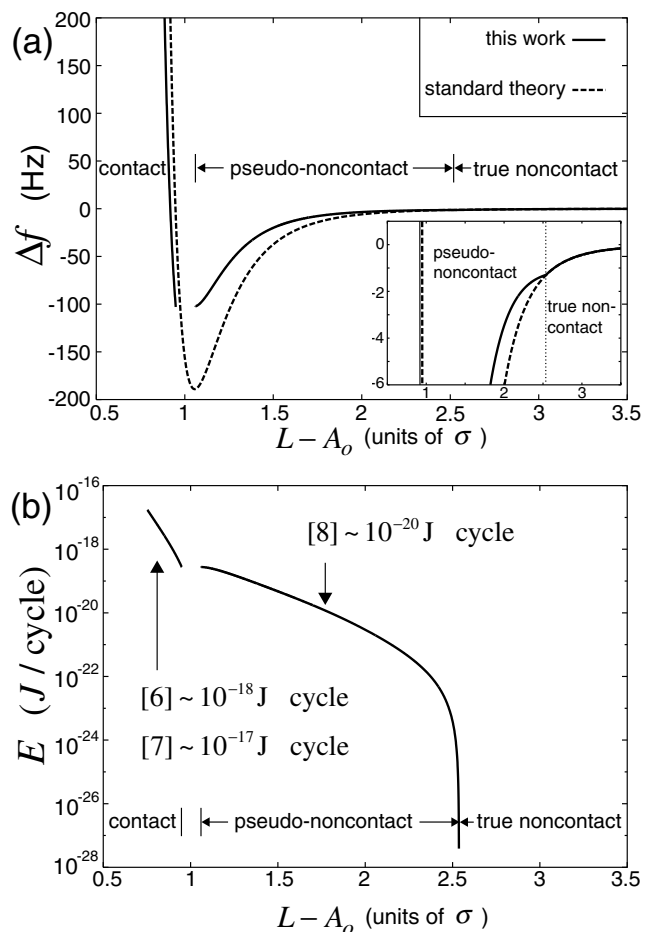 (a)
this work
standard theory
200
150
100
50
0
-50
-100
-150
-200
Δf (Hz)
contact
pseudo-noncontact
true noncontact
0
-2
-4
-6
pseudo-
noncontact
true non-
contact
1
2
3
0.5
1
1.5
2
2.5
3
3.5
L – A_o (units of σ )
(b)
10^-16
10^-18
10^-20
10^-22
10^-24
10^-26
10^-28
E ( J / cycle)
[8] ~ 10^-20 J cycle
[6] ~ 10^-18 J cycle
[7] ~ 10^-17 J cycle
contact
pseudo-noncontact
true noncontact
0.5
1
1.5
2
2.5
3
3.5
L – A_o (units of σ )